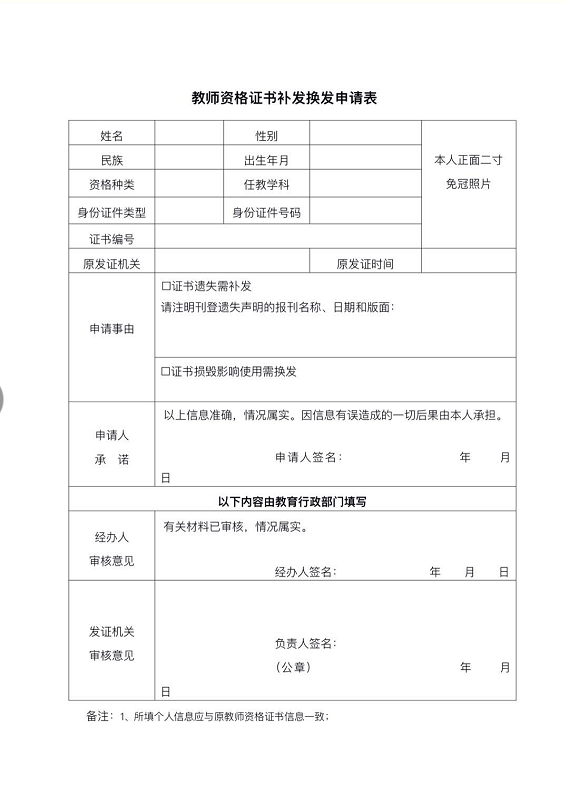 教师资格证书补发换发申请表
姓名 性别
民族 出生年月 本人正面二寸
资格种类 任教学科 免冠照片
身份证件类型 身份证件号码
证书编号
原发证机关 原发证时间
□证书遗失需补发
请注明刊登遗失声明的报刊名称、日期和版面：
申请事由
□证书损毁影响使用需换发
以上信息准确，情况属实。因信息有误造成的一切后果由本人承担。
申请人
承 诺
申请人签名： 年 月
日
以下内容由教育行政部门填写
有关材料已审核，情况属实。
经办人
审核意见
经办人签名： 年 月 日
发证机关
审核意见
负责人签名：
（公章） 年 月
日
备注：1、所填个人信息应与原教师资格证书信息一致；